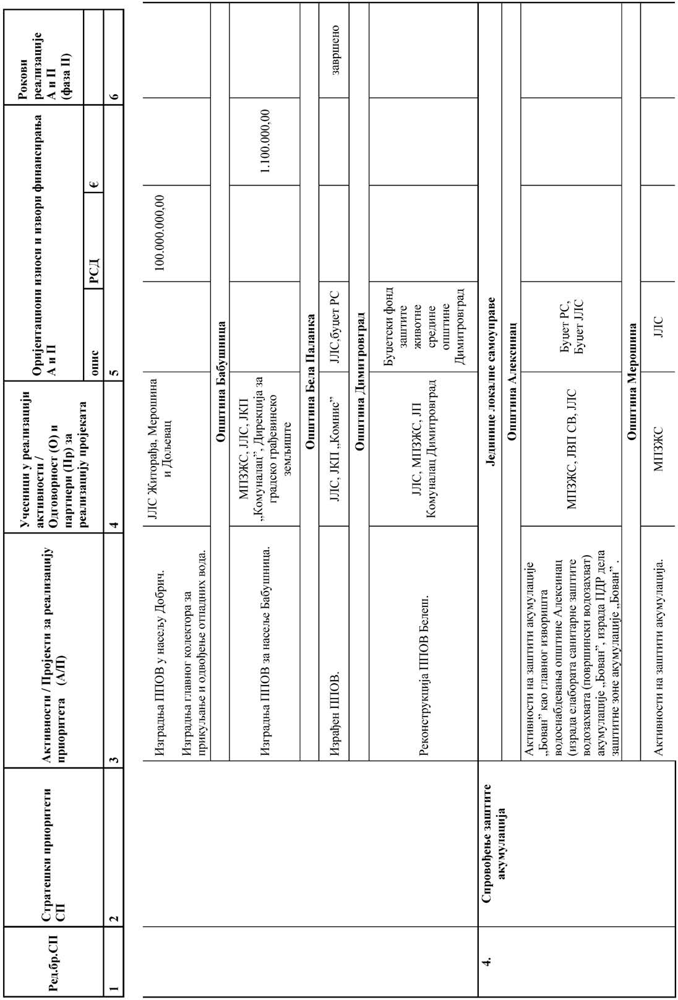 Ред.бр.СП
Стратешки приоритети
СП
Активности / Пројекти за реализацију
приоритета (А/П)
Учесници у реализацији
активности /
Одговорност (О) и
партнери (Пр) за
реализацију пројеката
Оријентациони износи и извори финансирања
А и П
опис
РСД
€
Рокови
реализације
А и П
(фаза II)
1
2
3
4
5
6
Изградња ППОВ у насељу Добрич.
Изградња главног колектора за
прикуљање и одвођење отпадних вода.
ЈЛС Житорађа, Мерошина
и Дољевац
100.000.000,00
Општина Бабушница
Изградња ППОВ за насеље Бабушница.
МПЗЖС, ЈЛС, ЈКП
„Комуналац”, Дирекција за
градско грађевинско
земљиште
1.100.000,00
Општина Бела Паланка
Израђен ППОВ.
ЈЛС, ЈКП „Комнис”
ЈЛС,буџет РС
завршено
Општина Димитровград
Реконструкција ППОВ Белеш.
ЈЛС, МПЗЖС, ЈП
Комуналац Димитровград
Буџетски фонд
заштите
животне
средине
општине
Димитровград
4.
Спровођење заштите
акумулација
Јединице локалне самоуправе
Општина Алексинац
Активности на заштити акумулације
„Бован” као главног изворишта
водоснабдевања општине Алексинац
(израда елабората санитарне заштите
водозахвата (површински водозахват)
акумулације „Бован”, израда ПДР дела
заштитне зоне акумулације „Бован” .
МПЗЖС, ЈВП СВ, ЈЛС
Буџет РС,
Буџет ЈЛС
Општина Мерошина
Активности на заштити акумулација.
МПЗЖС
ЈЛС